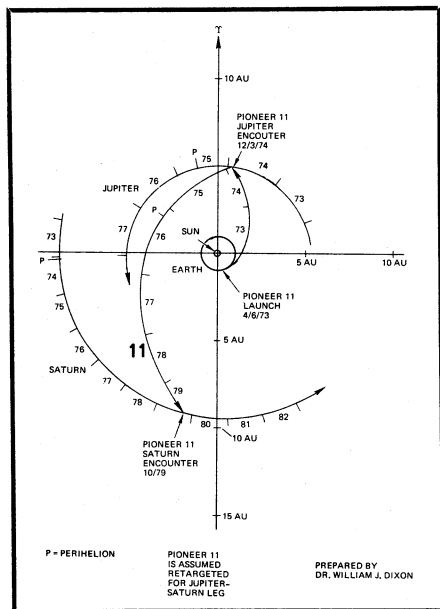 ♈
10 AU
PIONEER 11
JUPITER
ENCOUTER
12/3/74
P
75
74
JUPITER
76
75
P
74
73
73
77
76
SUN
73
P
EARTH
5 AU
10 AU
74
PIONEER 11
LAUNCH
4/6/73
75
77
5 AU
76
11
78
SATURN
77
79
78
80
81
82
10 AU
PIONEER 11
SATURN
ENCOUNTER
10/79
15 AU
P = PERIHELION
PIONEER 11
IS ASSUMED
RETARGETED
FOR JUPITER-
SATURN LEG
PREPARED BY
DR. WILLIAM J. DIXON